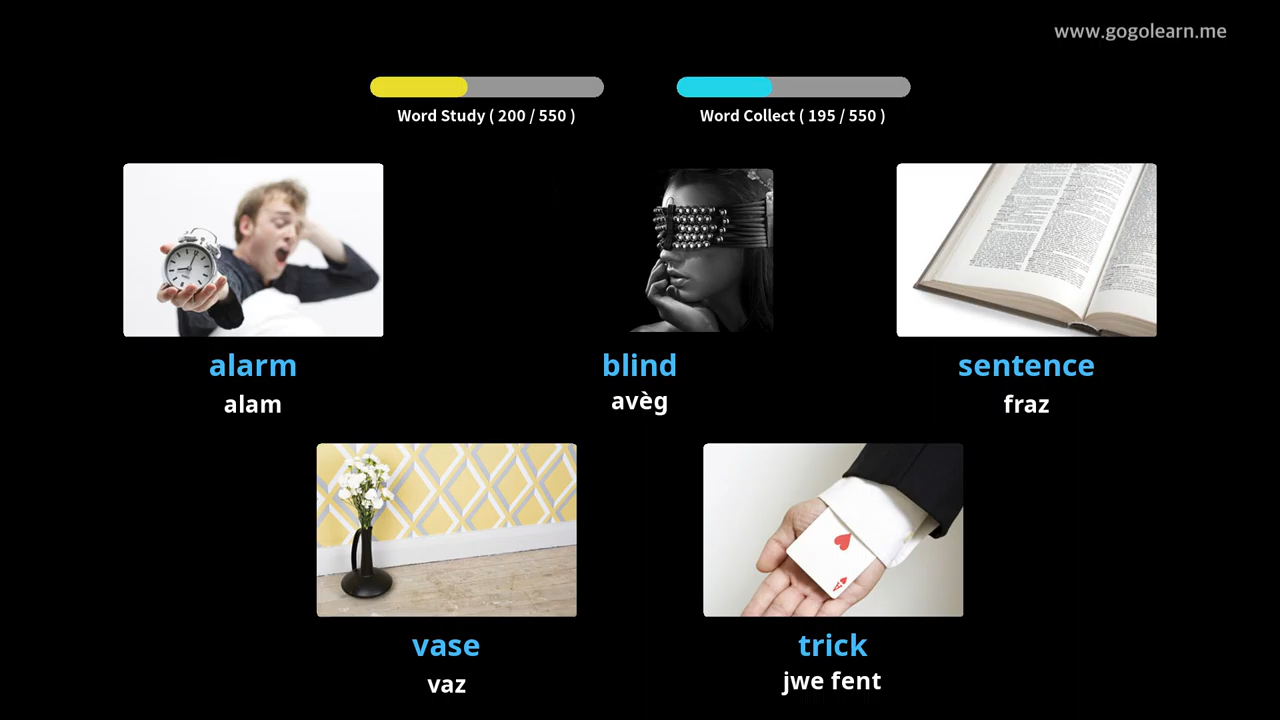 www.gogolearn.me
Word Study ( 200 / 550 )
Word Collect ( 195 / 550 )
alarm
alam
blind
avèg
sentence
fraz
vase
vaz
trick
jwe fent